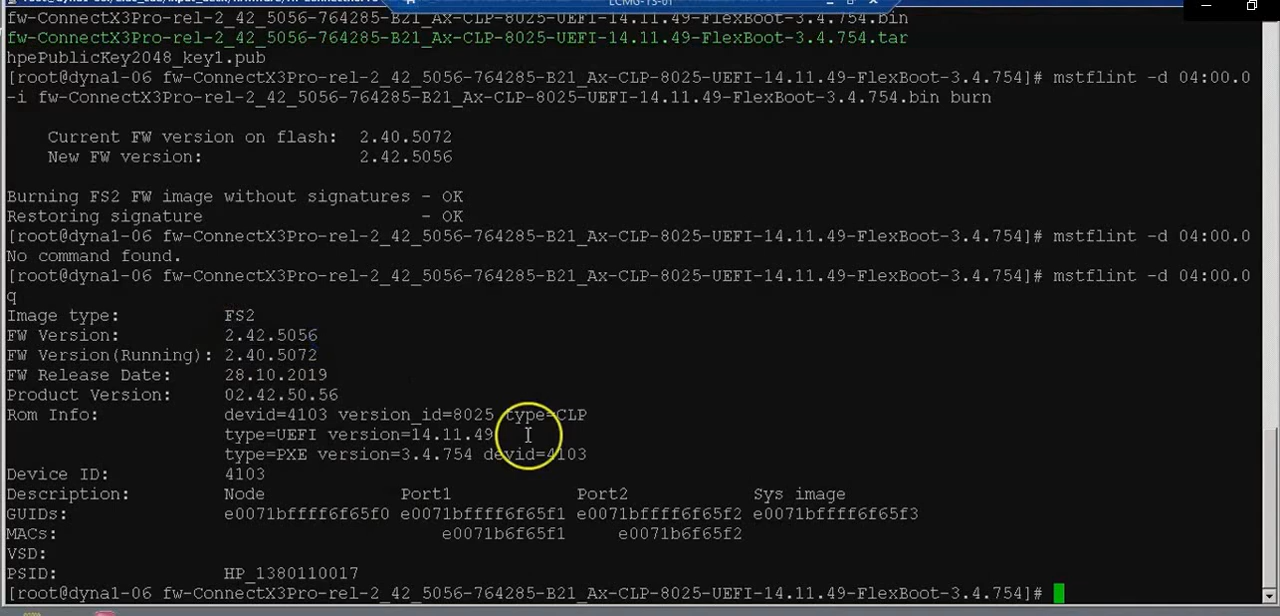 fw-ConnectX3Pro-rel-2_42_5056-764285-B21_Ax-CLP-8025-UEFI-14.11.49-FlexBoot-3.4.754.bin
fw-ConnectX3Pro-rel-2_42_5056-764285-B21_Ax-CLP-8025-UEFI-14.11.49-FlexBoot-3.4.754.tar
hpePublicKey2048_key1.pub
[root@dyna1-06 fw-ConnectX3Pro-rel-2_42_5056-764285-B21_Ax-CLP-8025-UEFI-14.11.49-FlexBoot-3.4.754]# mstflint -d 04:00.0
-i fw-ConnectX3Pro-rel-2_42_5056-764285-B21_Ax-CLP-8025-UEFI-14.11.49-FlexBoot-3.4.754.bin burn
Current FW version on flash: 2.40.5072
New FW version: 2.42.5056
Burning FS2 FW image without signatures - OK
Restoring signature - OK
[root@dyna1-06 fw-ConnectX3Pro-rel-2_42_5056-764285-B21_Ax-CLP-8025-UEFI-14.11.49-FlexBoot-3.4.754]# mstflint -d 04:00.0
No command found.
[root@dyna1-06 fw-ConnectX3Pro-rel-2_42_5056-764285-B21_Ax-CLP-8025-UEFI-14.11.49-FlexBoot-3.4.754]# mstflint -d 04:00.0
q
Image type: FS2
FW Version: 2.42.5056
FW Version(Running): 2.40.5072
FW Release Date: 28.10.2019
Product Version: 02.42.50.56
Rom Info: devid=4103 version_id=8025 type=CLP
type=UEFI version=14.11.49
type=PXE version=3.4.754 devid=4103
Device ID: 4103
Description: Node Port1 Port2 Sys image
GUIDs: e0071bffff6f65f0 e0071bffff6f65f1 e0071bffff6f65f2 e0071bffff6f65f3
MACs: e0071b6f65f1 e0071b6f65f2
VSD:
PSID: HP_1380110017
[root@dyna1-06 fw-ConnectX3Pro-rel-2_42_5056-764285-B21_Ax-CLP-8025-UEFI-14.11.49-FlexBoot-3.4.754]#